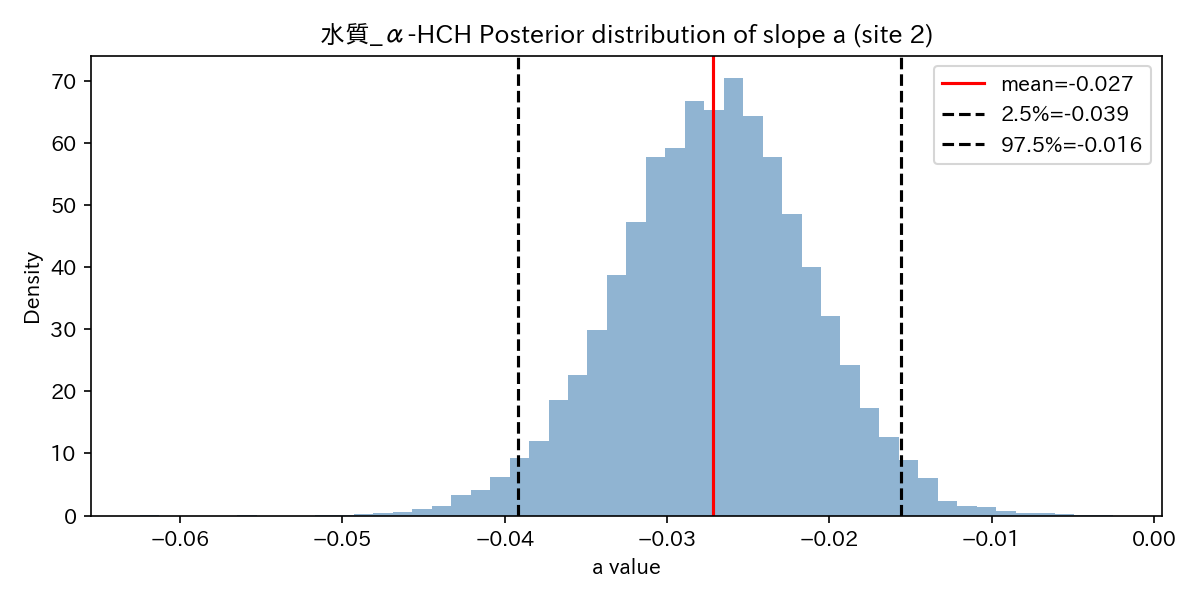 水質_α-HCH Posterior distribution of slope a (site 2)
mean=-0.027
2.5%=-0.039
97.5%=-0.016
Density
70
60
50
40
30
20
10
0
−0.06 −0.05 −0.04 −0.03 −0.02 −0.01 0.00
a value